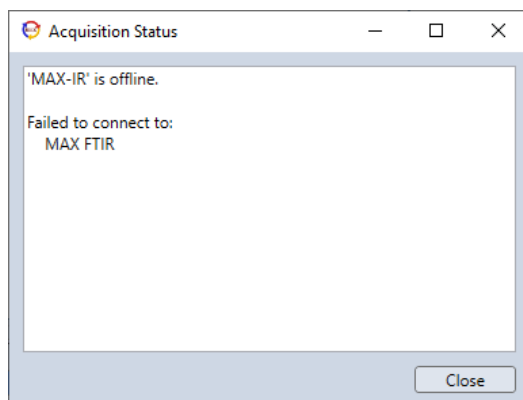 Acquisition Status
'MAX-IR' is offline.
Failed to connect to:
MAX FTIR
Close